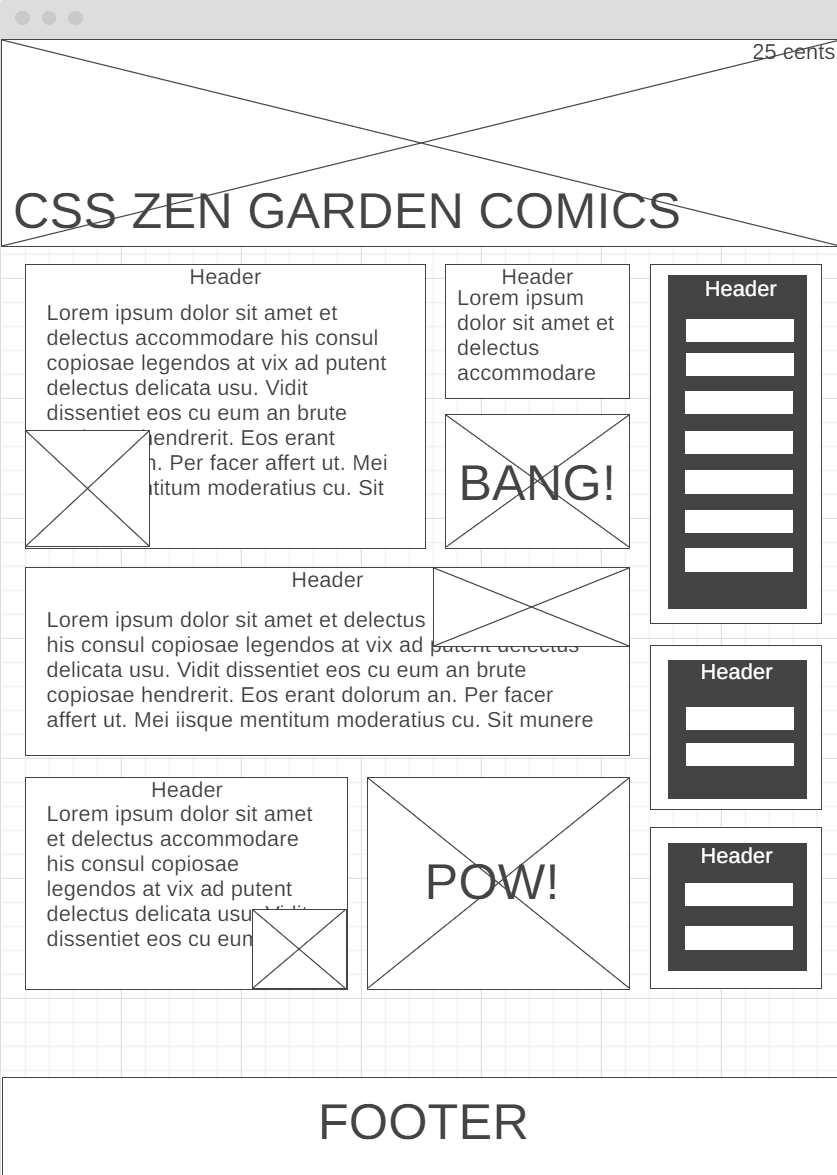 25 cents
CSS ZEN GARDEN COMICS
Header
Lorem ipsum dolor sit amet et
delectus accommodare his consul
copiosae legendos at vix ad putent
delectus delicata usu. Vidit
dissentiet eos cu eum an brute
hendrerit. Eos erant
Per facer affert ut. Mei
moderatius cu. Sit
Header
Lorem ipsum
dolor sit amet et
delectus
accommodare
BANG!
Header
Header
Lorem ipsum dolor sit amet et delectus
his consul copiosae legendos at vix ad putent delectus
delicata usu. Vidit dissentiet eos cu eum an brute
copiosae hendrerit. Eos erant dolorum an. Per facer
affert ut. Mei iisque mentitum moderatius cu. Sit munere
Header
Header
Lorem ipsum dolor sit amet
et delectus accommodare
his consul copiosae
legendos at vix ad putent
delectus delicata usu. Vidit
dissentiet eos cu
POW!
Header
FOOTER